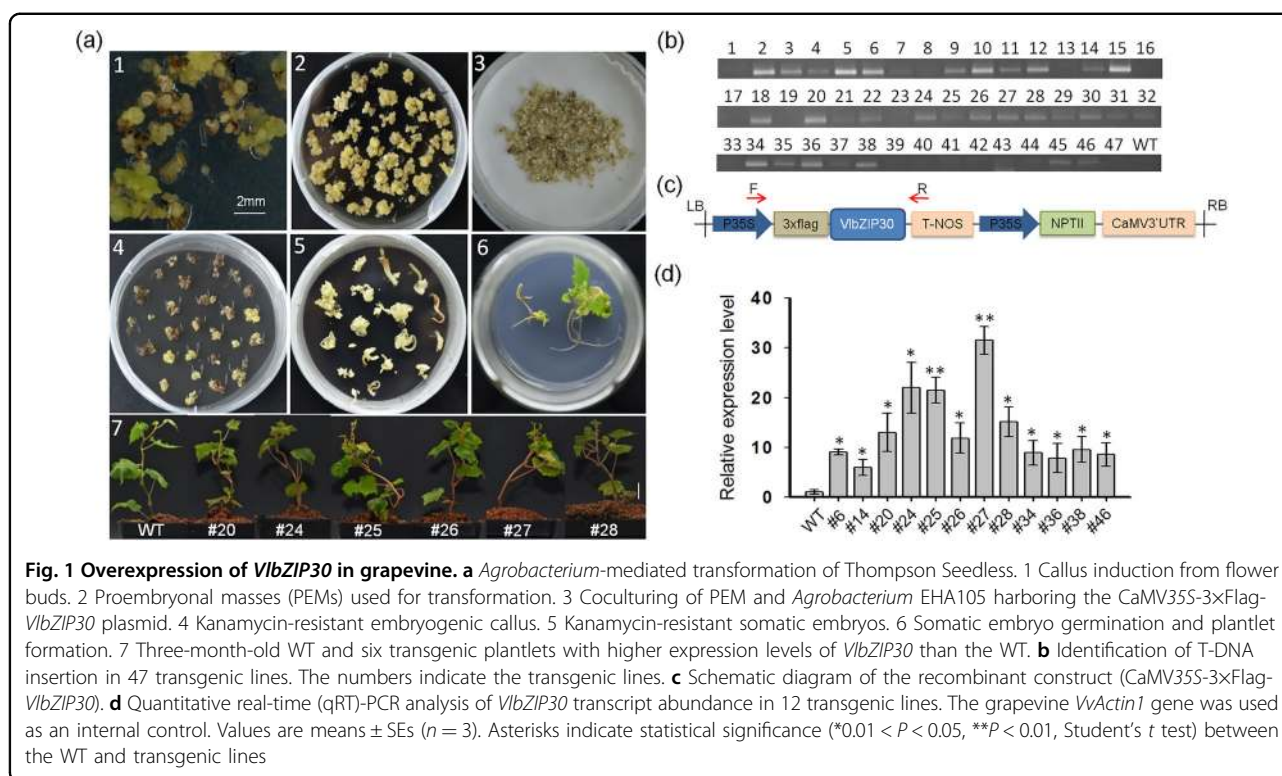 (a)
1
2
3
2mm
4
5
6
7
WT #20 #24 #25 #26 #27 #28
(b)
1 2 3 4 5 6 7 8 9 10 11 12 13 14 15 16
17 18 19 20 21 22 23 24 25 26 27 28 29 30 31 32
33 34 35 36 37 38 39 40 41 42 43 44 45 46 47 WT
(c)
F R
LB RB
P35S 3xflag VlbZIP30 T-NOS P35S NPTII CaMV3'UTR
(d)
Relative expression level
40
30
20
10
0
* * * * ** * ** * * * * *
WT #6 #14 #20 #24 #25 #26 #27 #28 #34 #36 #38 #46
Fig. 1 Overexpression of VlbZIP30 in grapevine. a Agrobacterium-mediated transformation of Thompson Seedless. 1 Callus induction from flower
buds. 2 Proembryonal masses (PEMs) used for transformation. 3 Coculturing of PEM and Agrobacterium EHA105 harboring the CaMV35S-3×Flag-
VlbZIP30 plasmid. 4 Kanamycin-resistant embryogenic callus. 5 Kanamycin-resistant somatic embryos. 6 Somatic embryo germination and plantlet
formation. 7 Three-month-old WT and six transgenic plantlets with higher expression levels of VlbZIP30 than the WT. b Identification of T-DNA
insertion in 47 transgenic lines. The numbers indicate the transgenic lines. c Schematic diagram of the recombinant construct (CaMV35S-3×Flag-
VlbZIP30). d Quantitative real-time (qRT)-PCR analysis of VlbZIP30 transcript abundance in 12 transgenic lines. The grapevine VvActin1 gene was used
as an internal control. Values are means ± SEs (n = 3). Asterisks indicate statistical significance (*0.01 < P < 0.05, **P < 0.01, Student's t test) between
the WT and transgenic lines